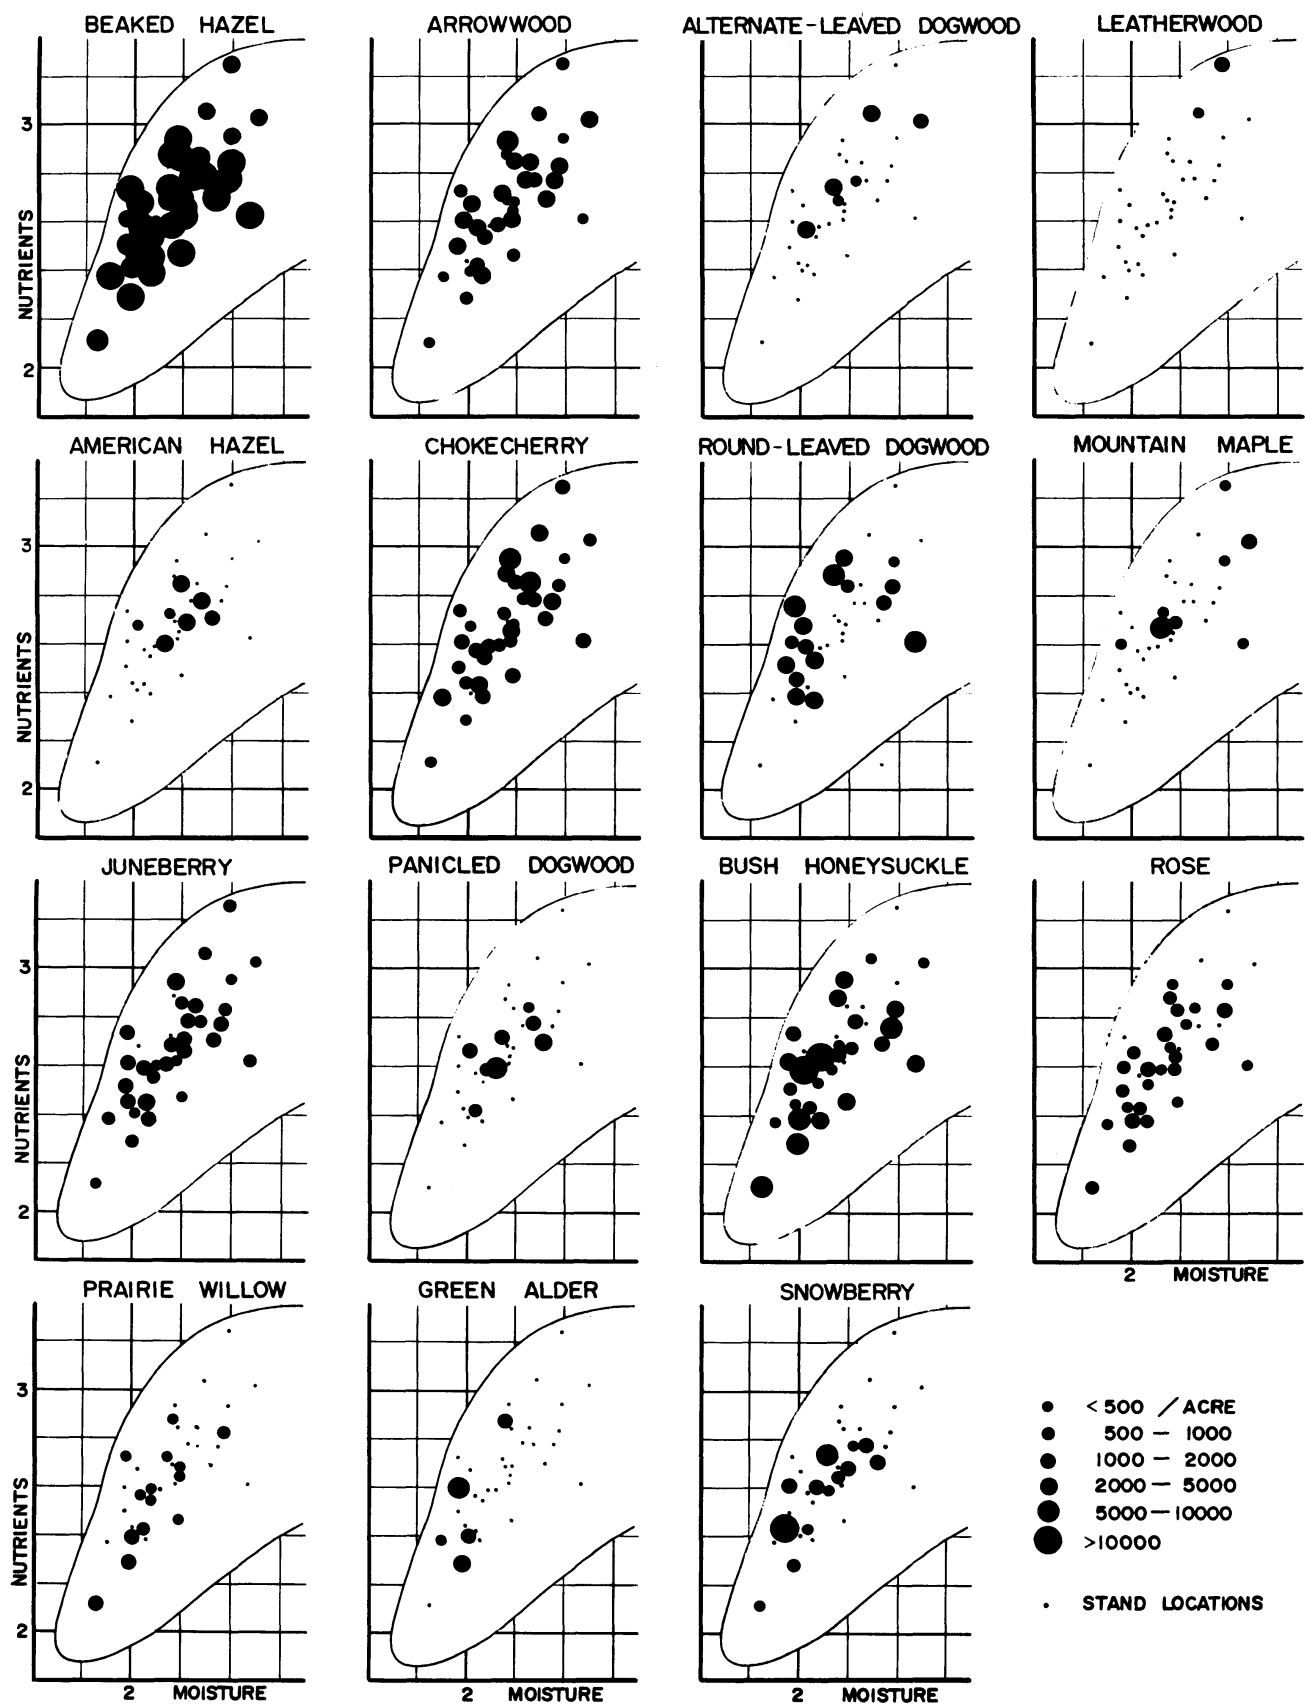 BEAKED HAZEL
ARROWWOOD
ALTERNATE-LEAVED DOGWOOD
LEATHERWOOD
3
NUTRIENTS
2
AMERICAN HAZEL
CHOKECHERRY
ROUND-LEAVED DOGWOOD
MOUNTAIN MAPLE
3
NUTRIENTS
2
JUNEBERRY
PANICLED DOGWOOD
BUSH HONEYSUCKLE
ROSE
3
NUTRIENTS
2
2 MOISTURE
PRAIRIE WILLOW
GREEN ALDER
SNOWBERRY
3
NUTRIENTS
2
2 MOISTURE
2 MOISTURE
2 MOISTURE
<500 / ACRE
500 — 1000
1000 — 2000
2000 — 5000
5000 — 10000
>10000
STAND LOCATIONS